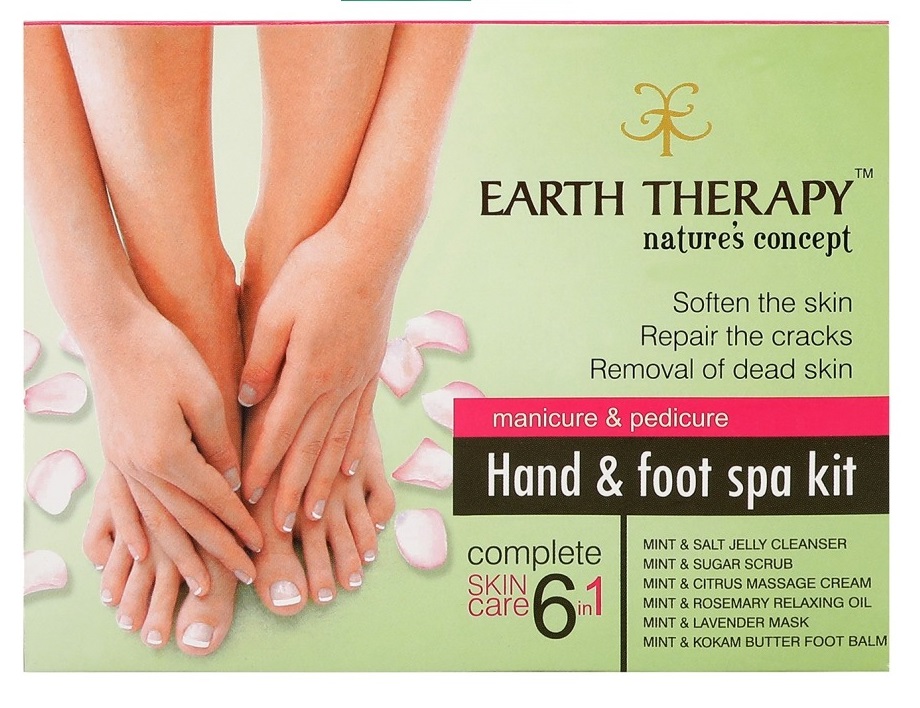 EARTH THERAPY™
nature's concept
Soften the skin
Repair the cracks
Removal of dead skin
manicure & pedicure
Hand & foot spa kit
complete
SKIN
care 6 in 1
MINT & SALT JELLY CLEANSER
MINT & SUGAR SCRUB
MINT & CITRUS MASSAGE CREAM
MINT & ROSEMARY RELAXING OIL
MINT & LAVENDER MASK
MINT & KOKAM BUTTER FOOT BALM